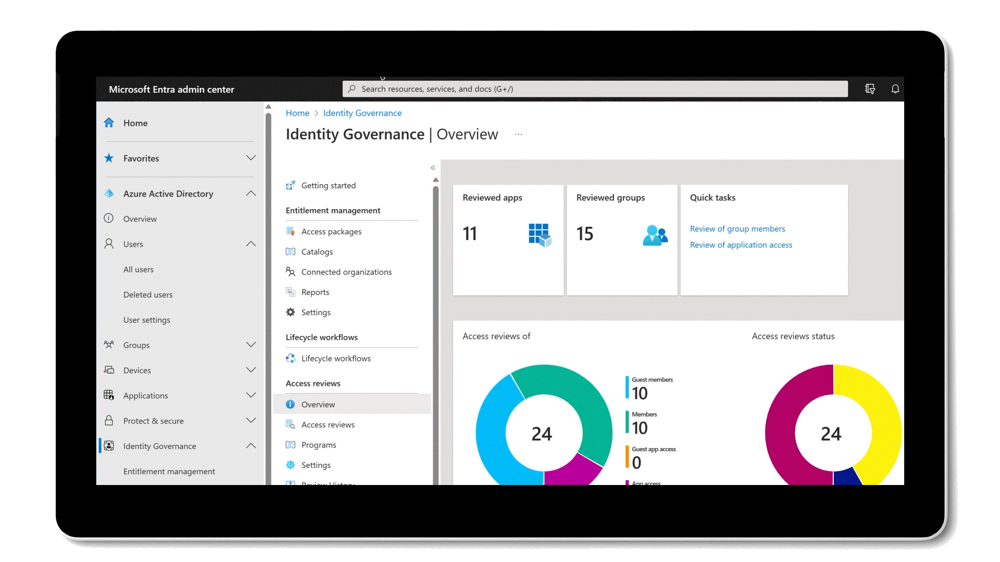 Microsoft Entra admin center
Search resources, services, and docs (G+/)
Home
Favorites
Azure Active Directory
Overview
Users
All users
Deleted users
User settings
Groups
Devices
Applications
Protect & secure
Identity Governance
Entitlement management
Home > Identity Governance
Identity Governance | Overview ...
«
Getting started
Entitlement management
Access packages
Catalogs
Connected organizations
Reports
Settings
Lifecycle workflows
Lifecycle workflows
Access reviews
Overview
Access reviews
Programs
Settings
Review History
Reviewed apps
11
Reviewed groups
15
Quick tasks
Review of group members
Review of application access
Access reviews of
24
Guest members
10
Members
10
Guest app access
0
App access
Access reviews status
24